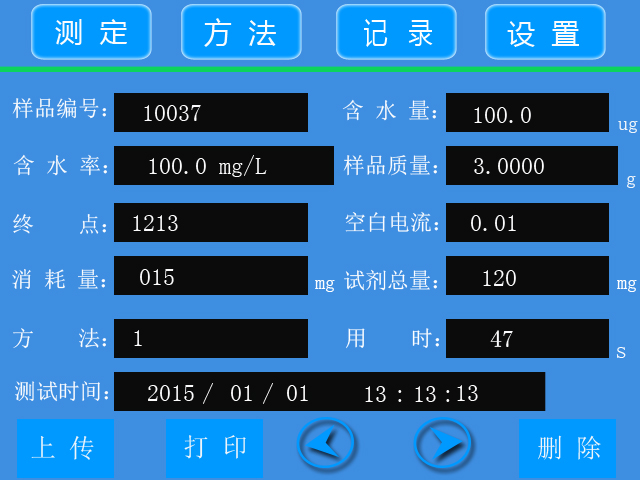 测定 方法 记录 设置
样品编号: 10037 含水量: 100.0 ug
含水率: 100.0 mg/L 样品质量: 3.0000 g
终点: 1213 空白电流: 0.01
消耗量: 015 mg 试剂总量: 120 mg
方法: 1 用时: 47 S
测试时间: 2015 / 01 / 01 13 : 13 : 13
上传 打印 删除